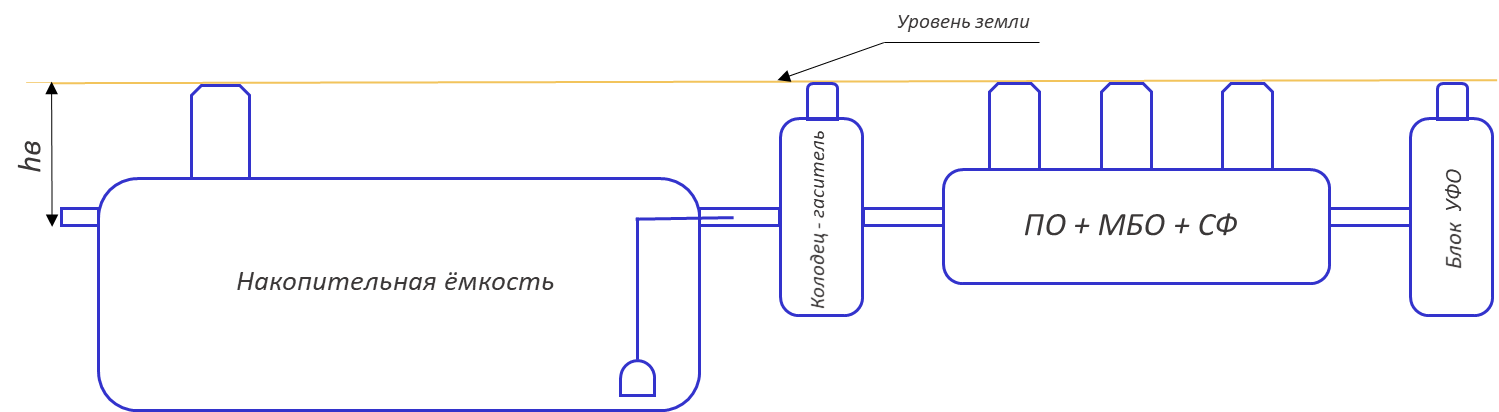 Уровень земли
hв
Накопительная ёмкость
Колодец - гаситель
ПО + МБО + СФ
Блок УФО